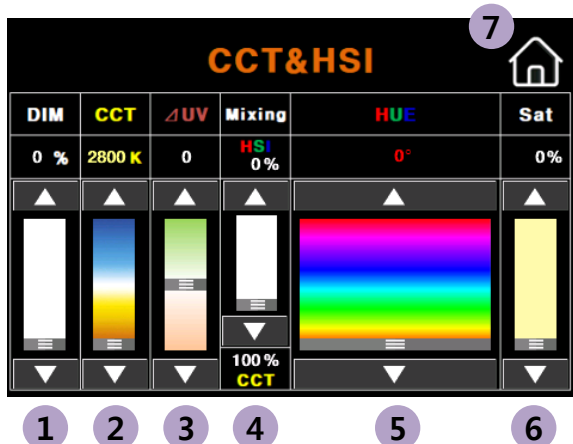 7
CCT&HSI
DIM CCT ⊿UV Mixing HUE Sat
0 % 2800 K 0 HSI 0% 0° 0%
100%
CCT
1 2 3 4 5 6